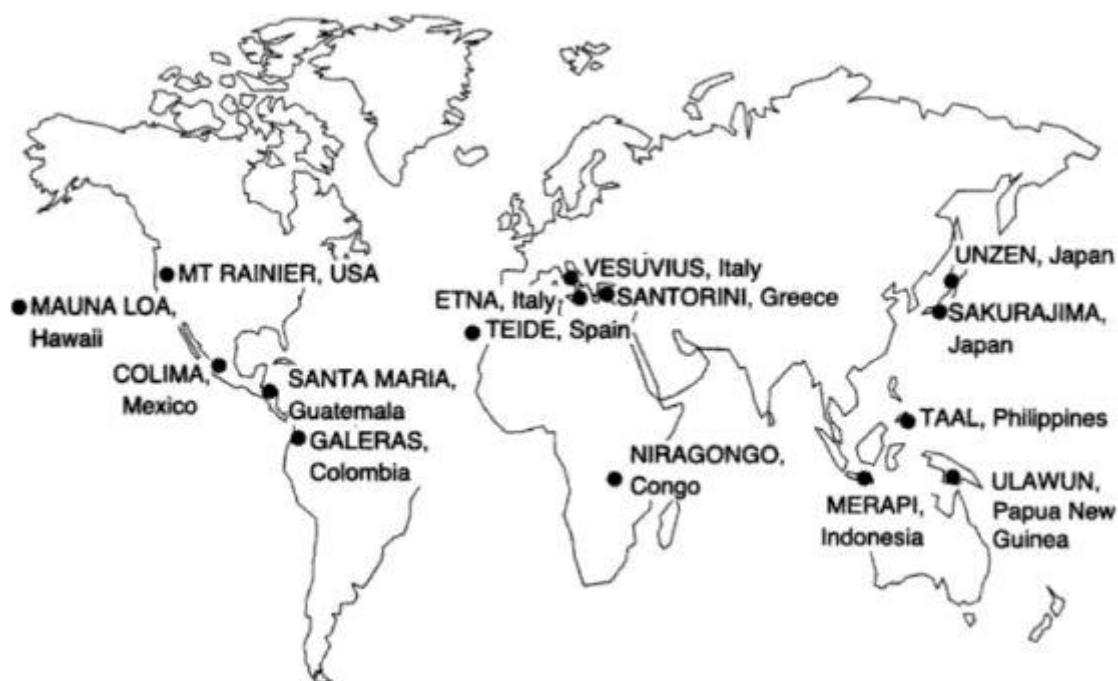 MT RAINIER, USA
MAUNA LOA,
Hawaii
COLIMA,
Mexico
SANTA MARIA,
Guatemala
GALERAS,
Colombia
VESUVIUS, Italy
ETNA, Italy
SANTORINI, Greece
TEIDE, Spain
NIRAGONGO,
Congo
UNZEN, Japan
SAKURAJIMA,
Japan
TAAL, Philippines
MERAPI,
Indonesia
ULAWUN,
Papua New
Guinea